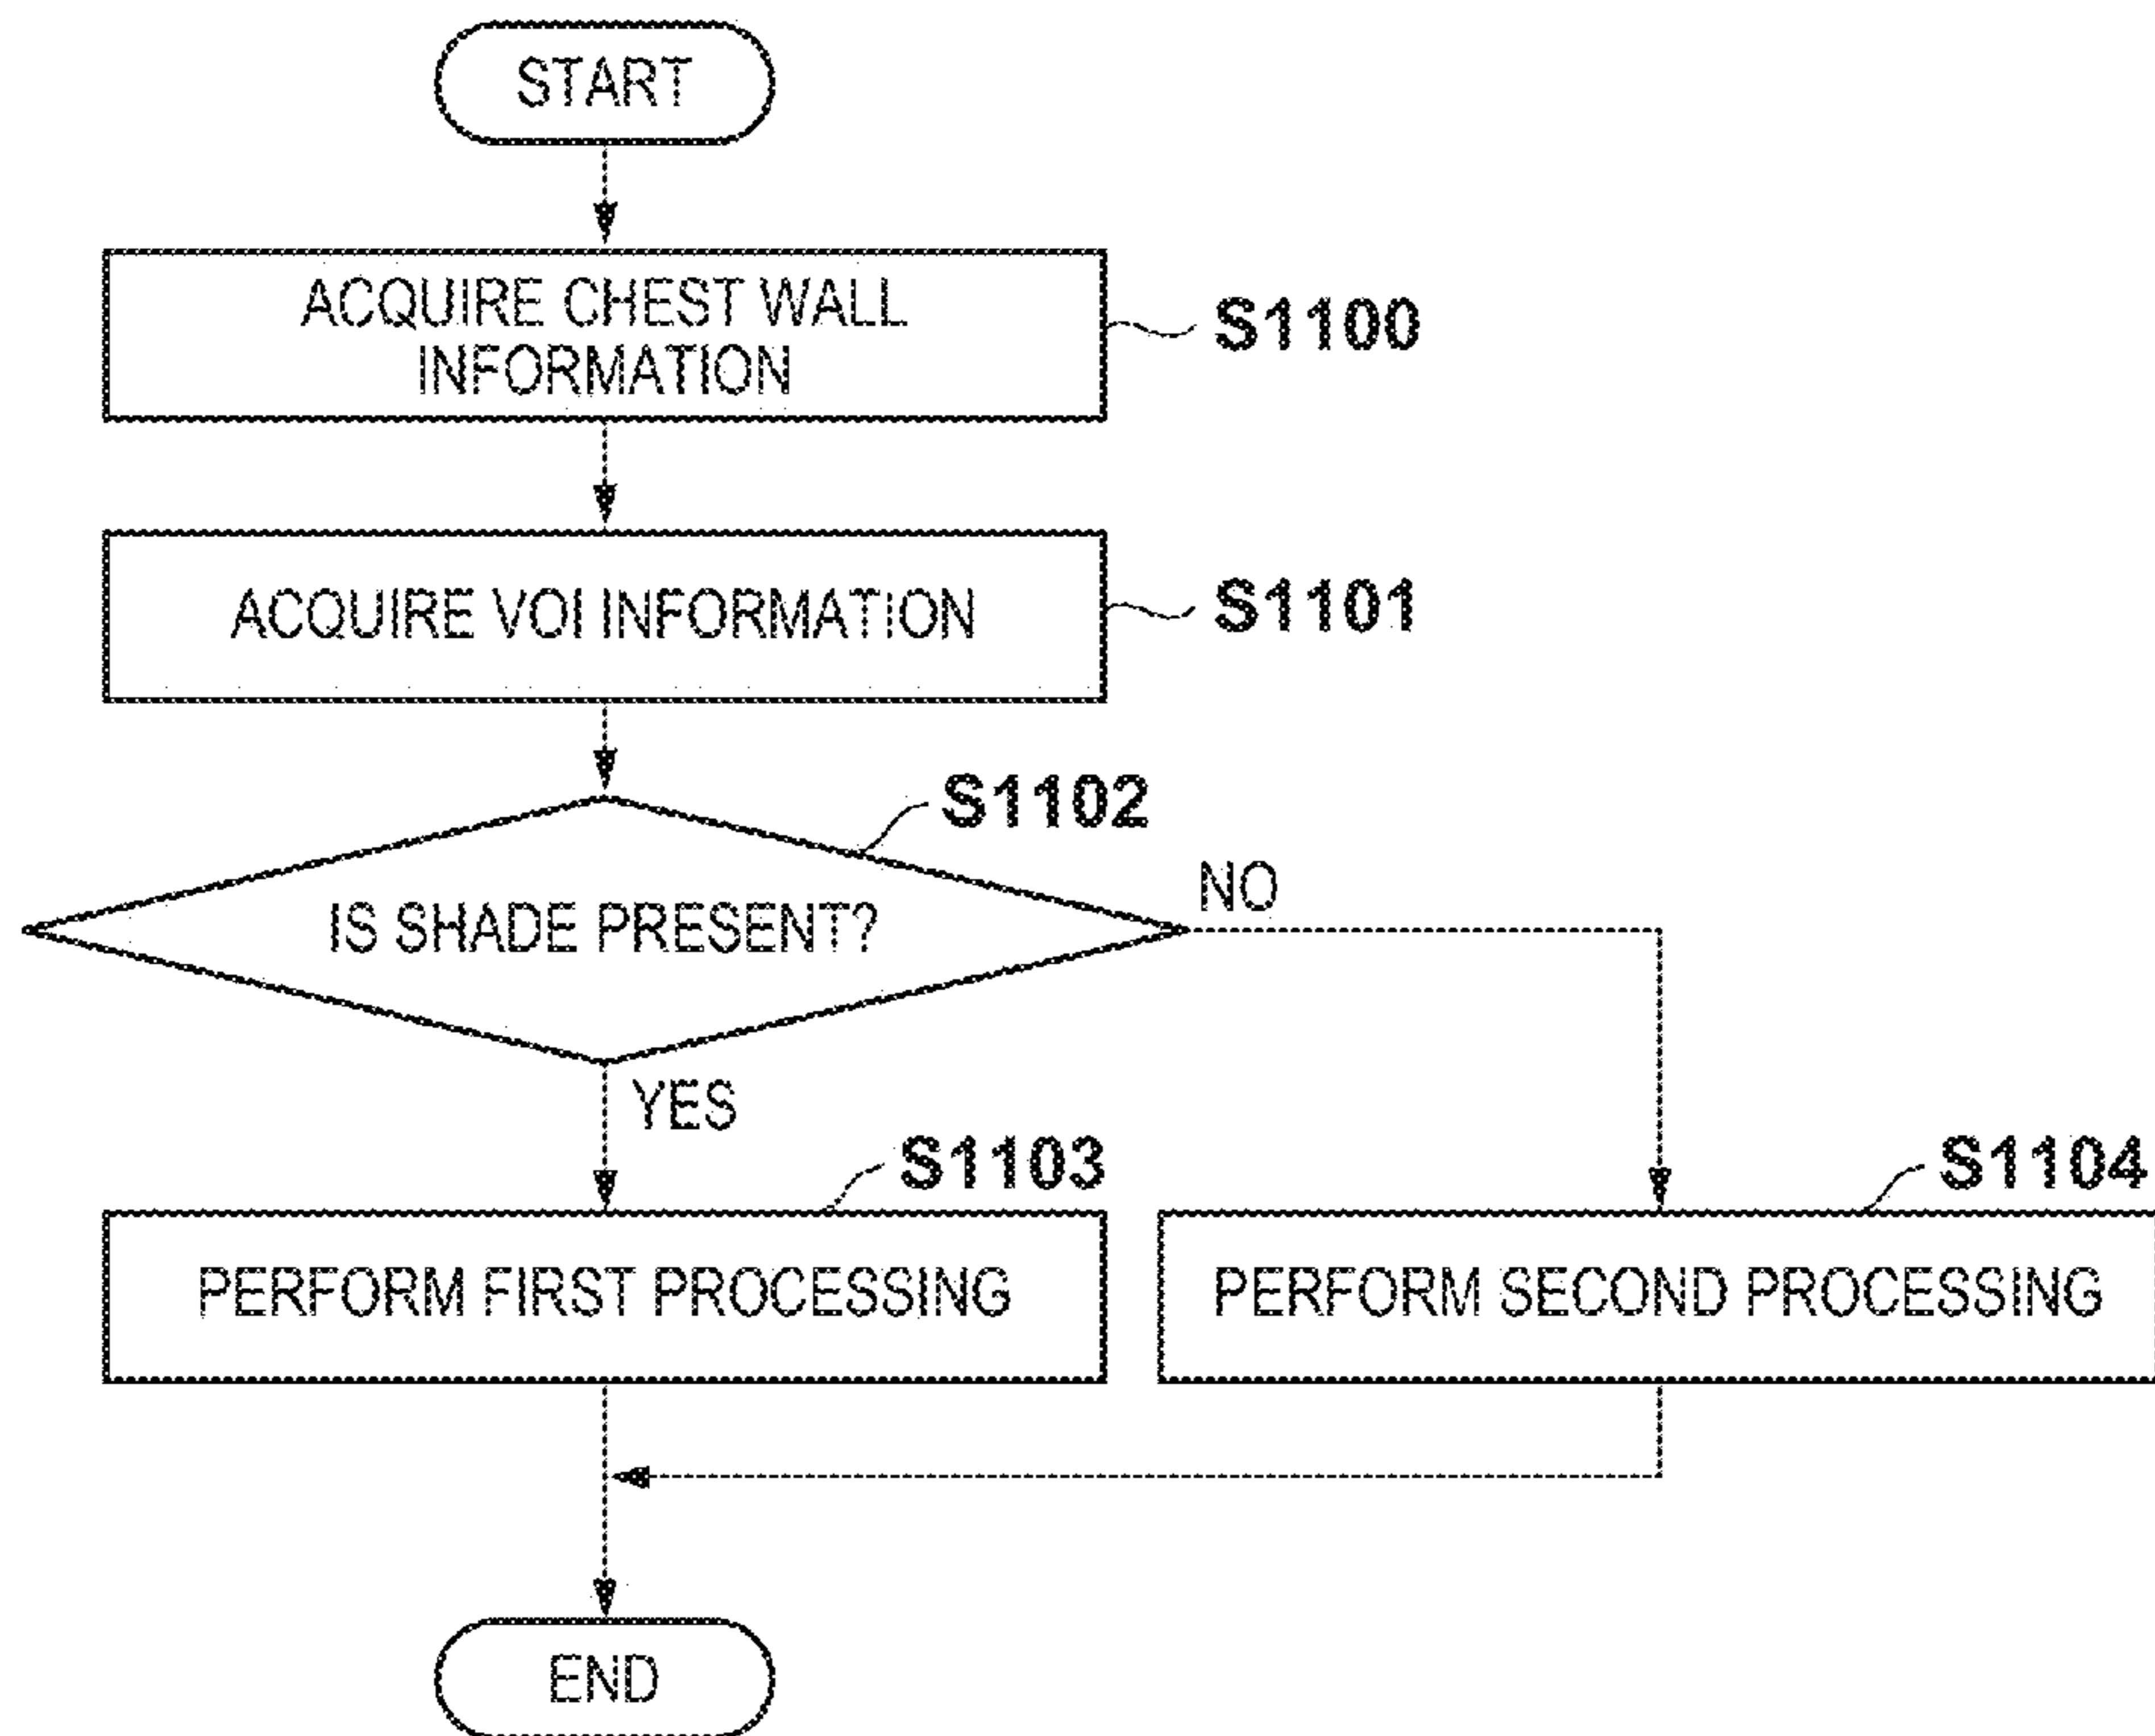 START
ACQUIRE CHEST WALL
INFORMATION
S1100
ACQUIRE VOI INFORMATION
S1101
S1102
IS SHADE PRESENT?
NO
YES
S1103
PERFORM FIRST PROCESSING
S1104
PERFORM SECOND PROCESSING
END